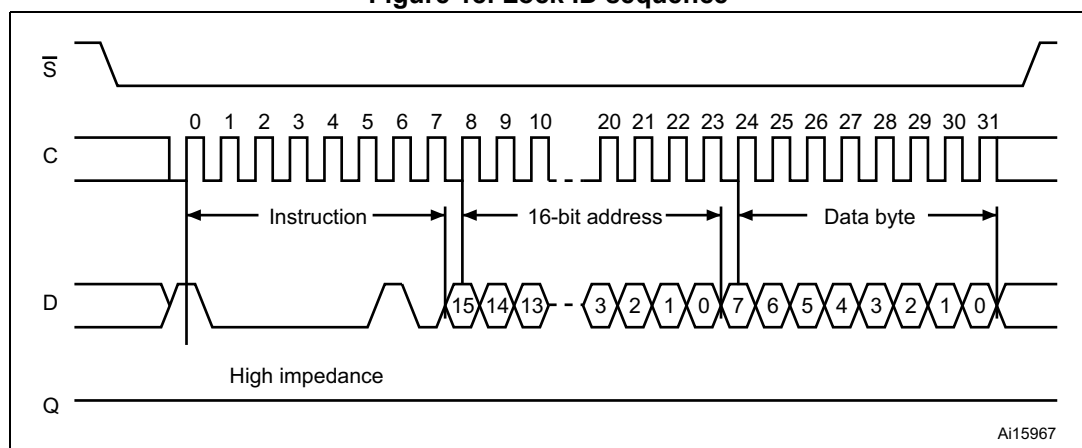 Figure Lock ID sequence
S
0 1 2 3 4 5 6 7 8 9 10 20 21 22 23 24 25 26 27 28 29 30 31
C
Instruction 16-bit address Data byte
D 15 14 13 3 2 1 0 7 6 5 4 3 2 1 0
High impedance
Q
Ai15967